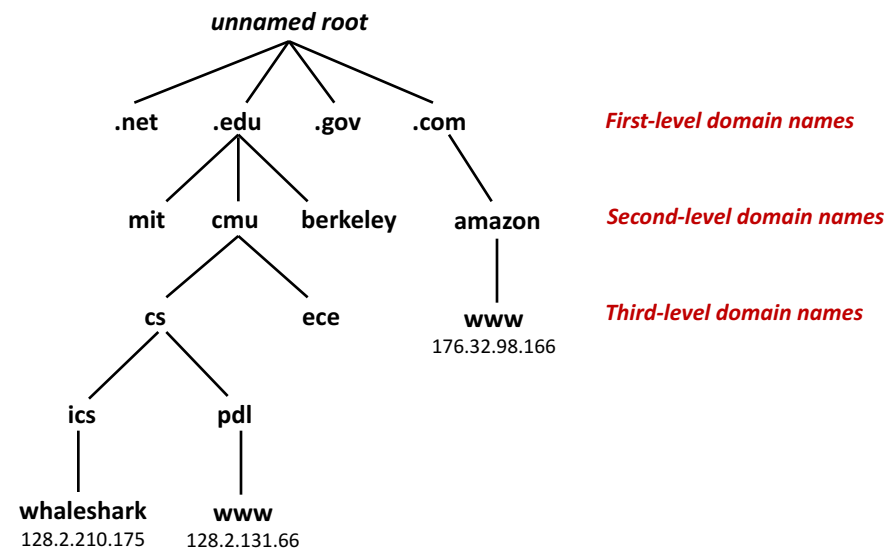 unnamed root
.net .edu .gov .com First-level domain names
mit cmu berkeley amazon Second-level domain names
cs ece www Third-level domain names
176.32.98.166
ics pdl
whaleshark www
128.2.210.175 128.2.131.66